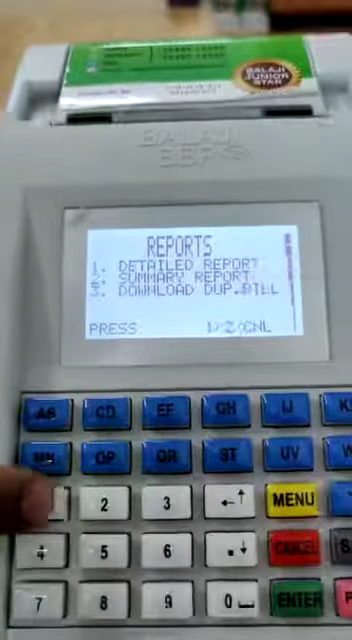 BALAJI
JUNIOR
STAR
BALAJI
REPORTS
1. DETAILED REPORT
2. SUMMARY REPORT
3. DOWNLOAD DUP.BILL
PRESS 1/2/3/CNL
AB CD EF GH IJ
MN OP QR ST UV
2 3 ←↑ MENU
4 5 6 .↓ CANCEL
7 8 9 0 ENTER